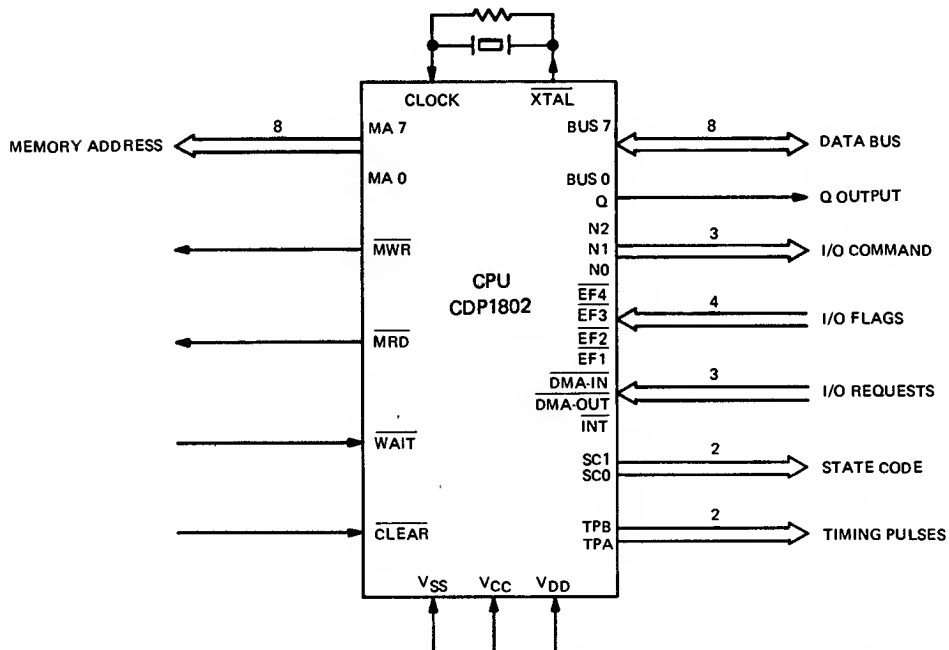 CLOCK
XTAL
MEMORY ADDRESS
8
MA 7
MA 0
MWR
MRD
WAIT
CLEAR
CPU
CDP1802
BUS 7
8
DATA BUS
BUS 0
Q
Q OUTPUT
N2
N1
N0
3
I/O COMMAND
EF4
EF3
EF2
EF1
4
I/O FLAGS
DMA-IN
DMA-OUT
INT
3
I/O REQUESTS
SC1
SC0
2
STATE CODE
TPB
TPA
2
TIMING PULSES
VSS
VCC
VDD